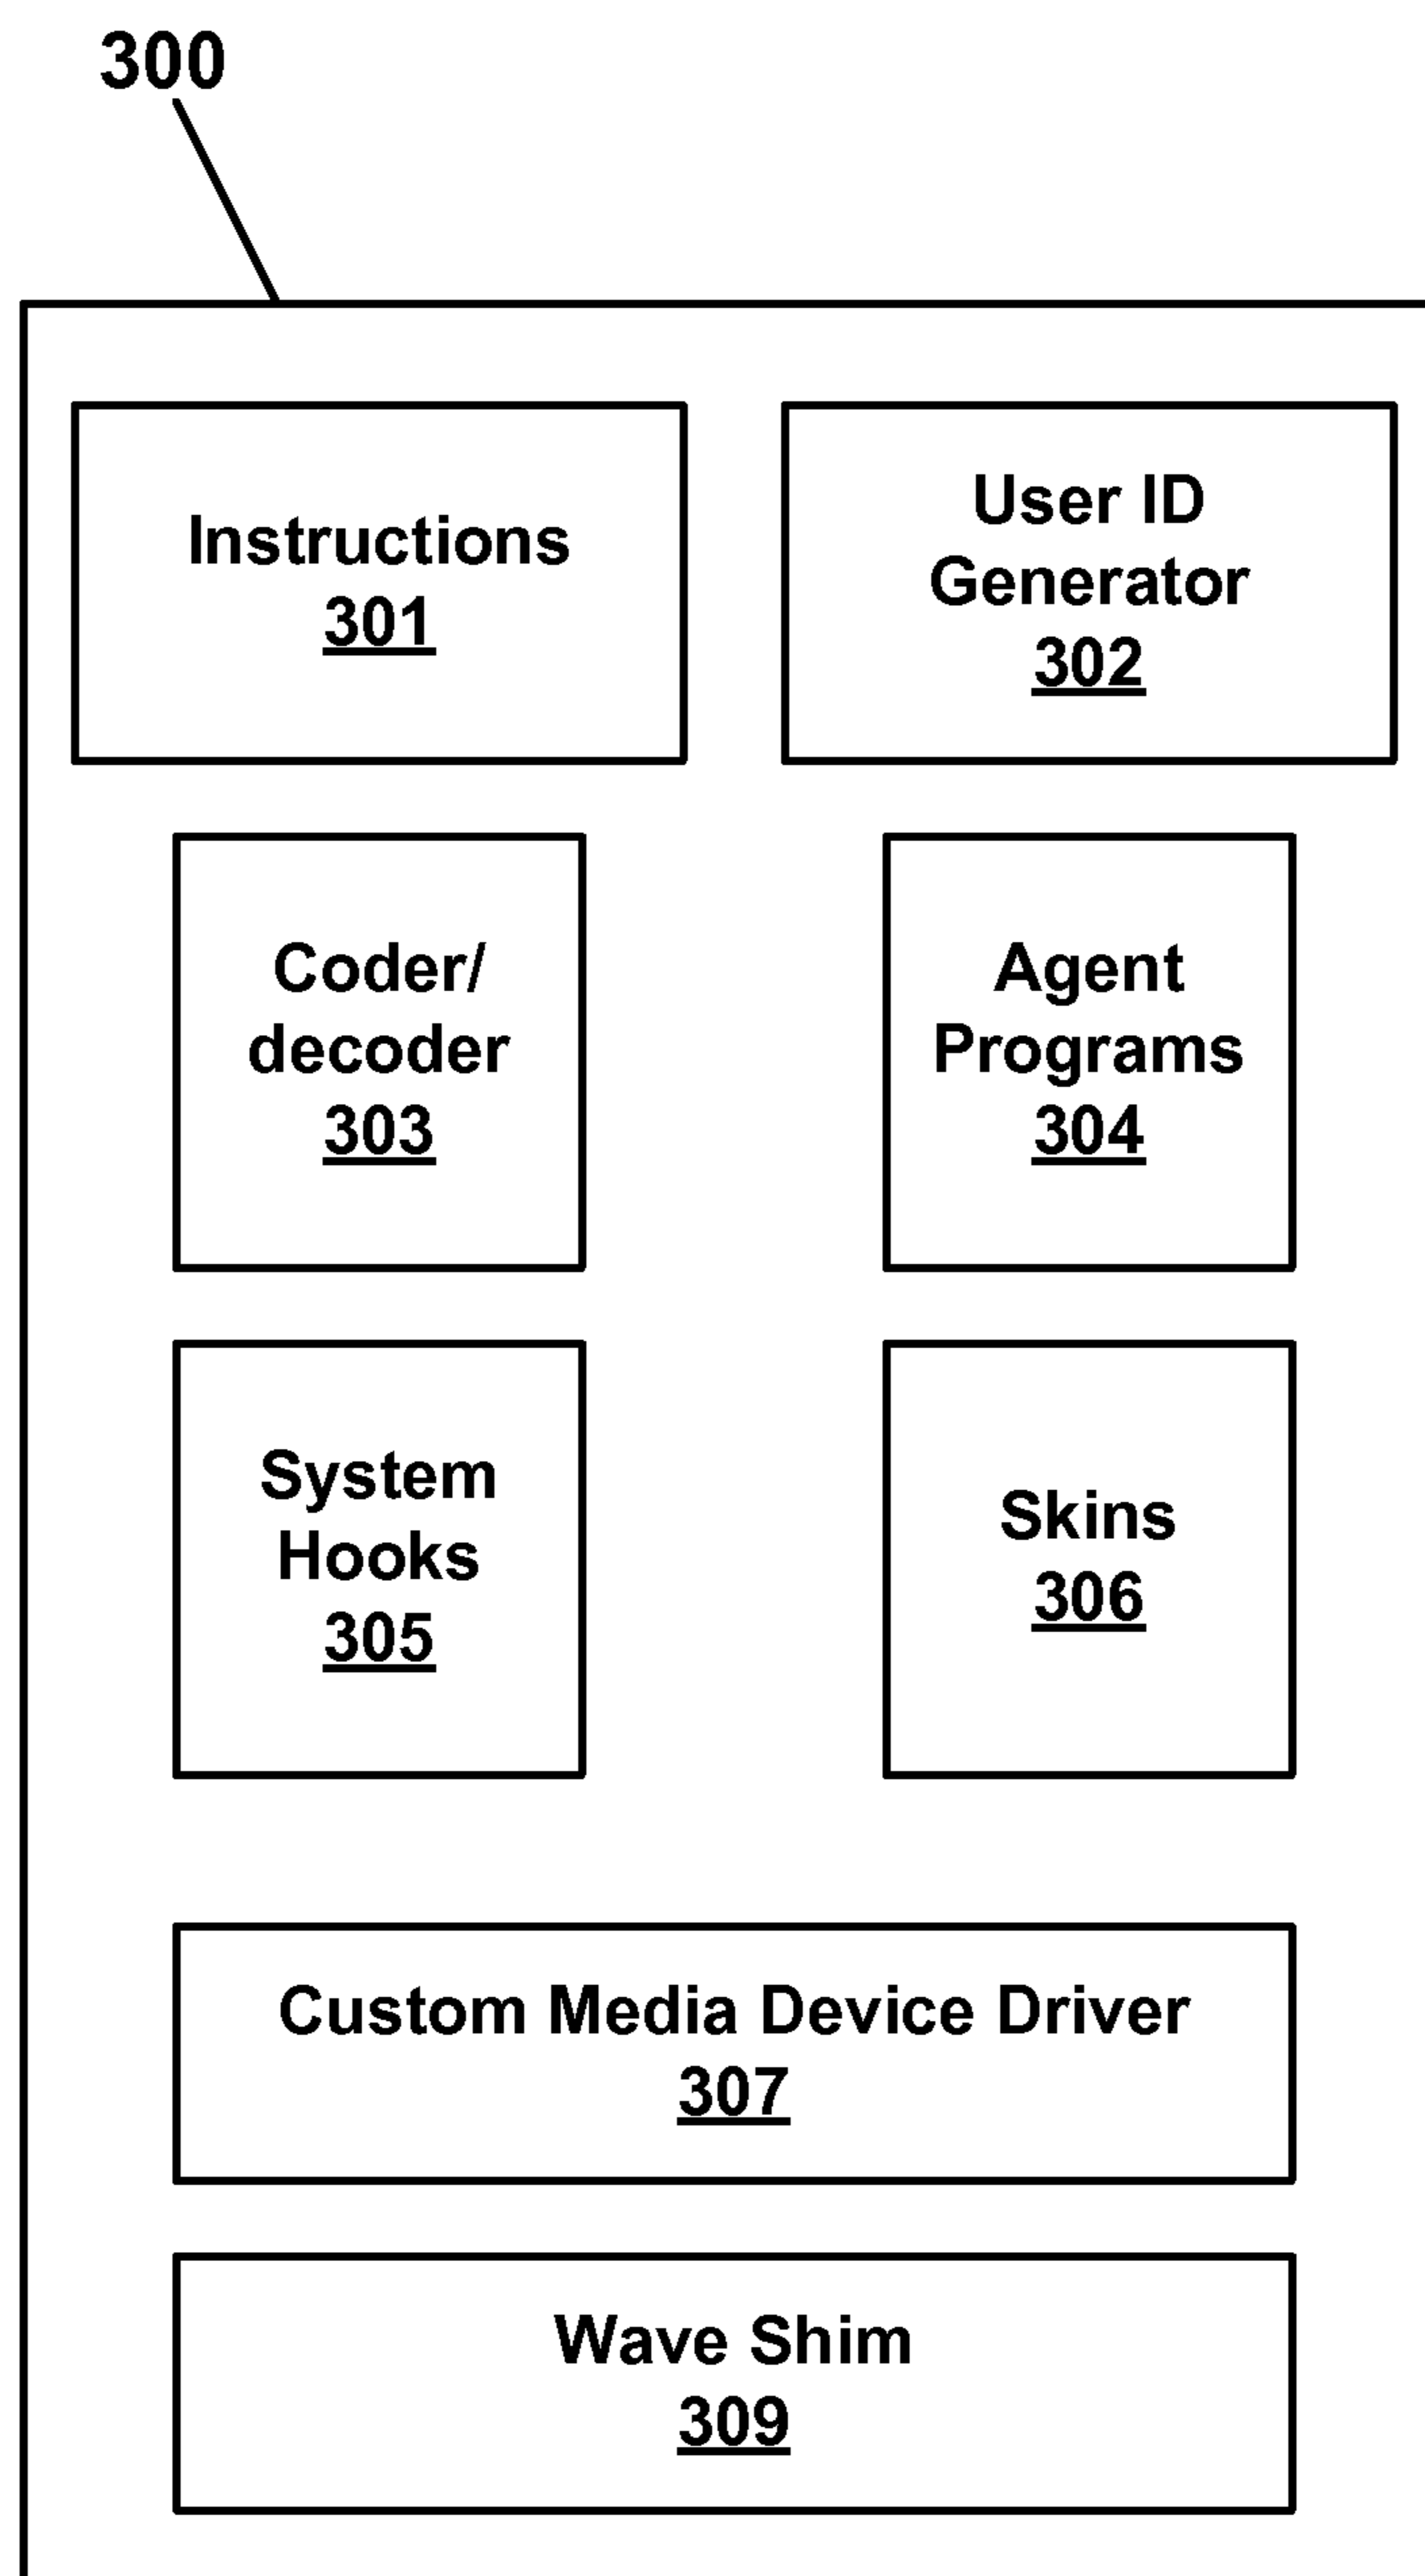 300
Instructions
301
User ID
Generator
302
Coder/
decoder
303
Agent
Programs
304
System
Hooks
305
Skins
306
Custom Media Device Driver
307
Wave Shim
309